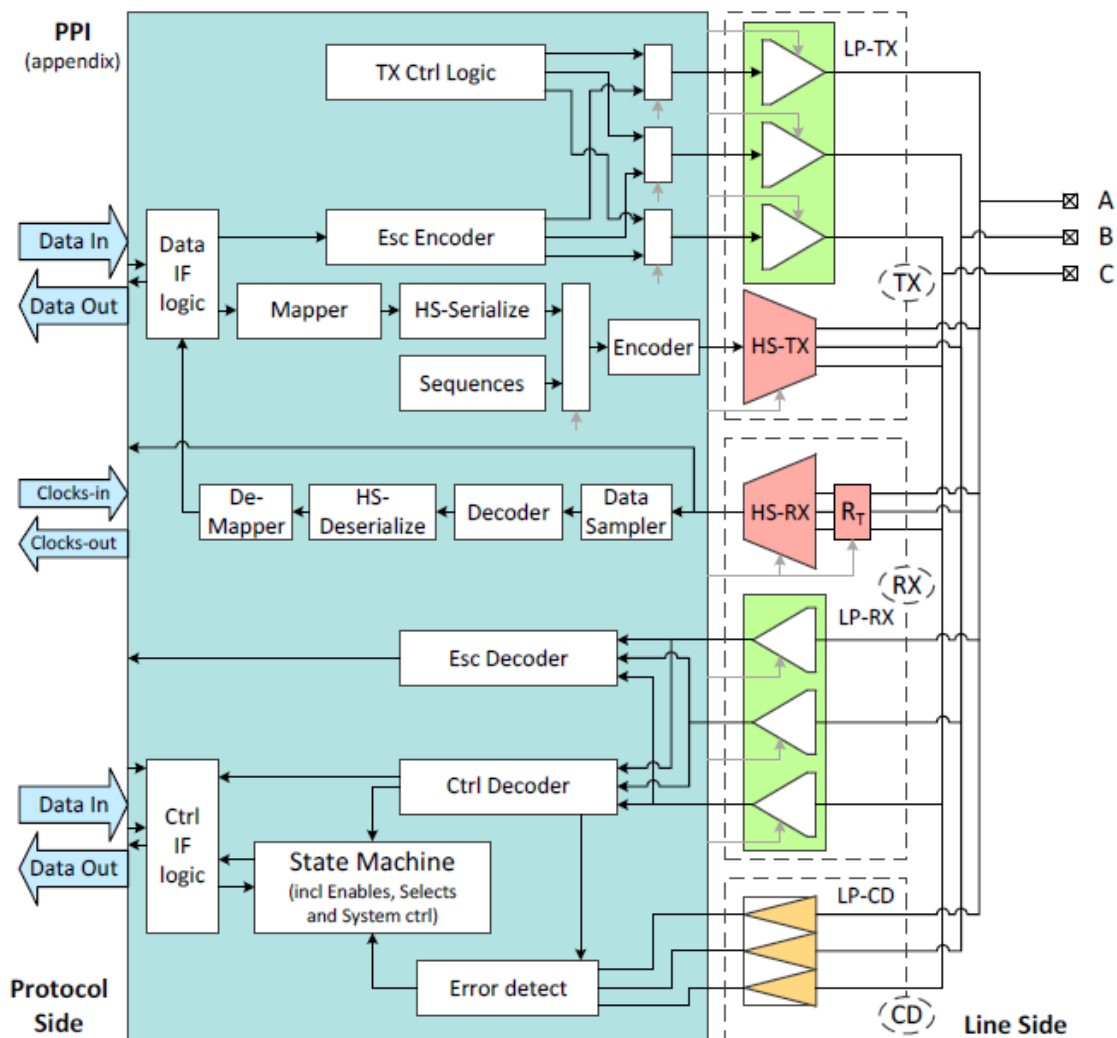 PPI
(appendix)
TX Ctrl Logic
LP-TX
A
B
C
Data In
Data Out
Data
IF
logic
Esc Encoder
TX
Mapper
HS-Serialize
Encoder
HS-TX
Sequences
Clocks-in
Clocks-out
De-
Mapper
HS-
Deserialize
Decoder
Data
Sampler
HS-RX
RT
RX
LP-RX
Esc Decoder
Data In
Data Out
Ctrl
IF
logic
Ctrl Decoder
State Machine
(incl Enables, Selects
and System ctrl)
LP-CD
Error detect
CD
Protocol
Side
Line Side